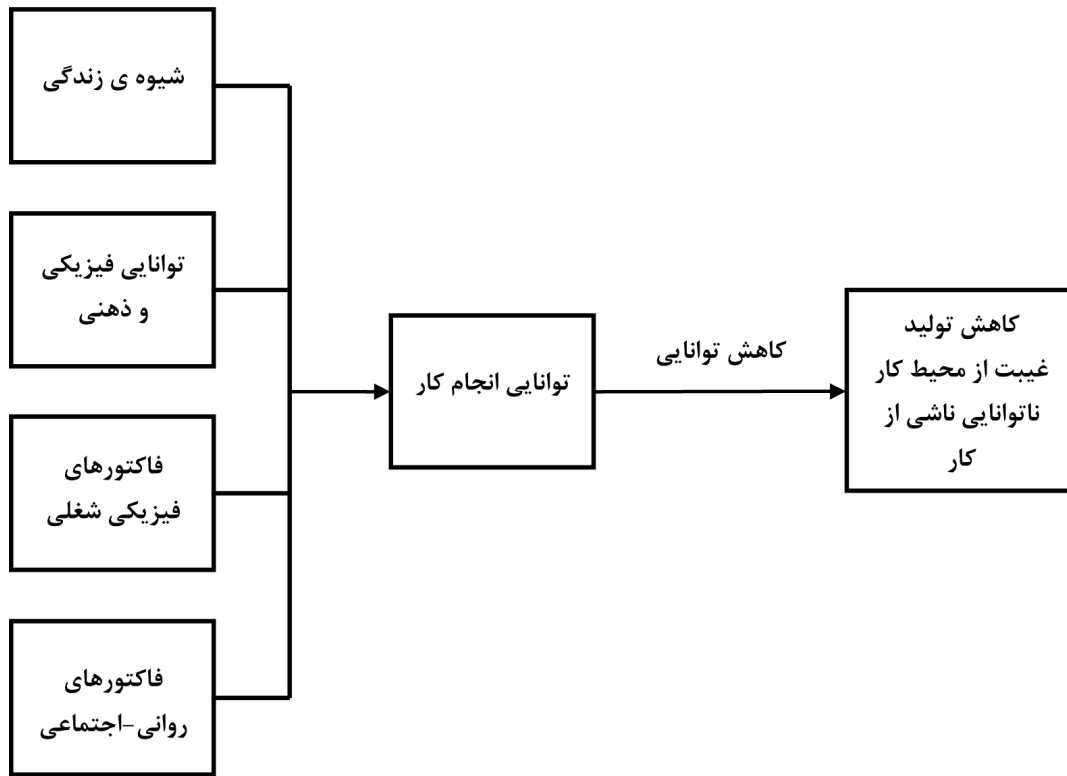 شیوه ی زندگی
توانایی فیزیکی
و ذهنی
فاکتورهای
فیزیکی شغلی
فاکتورهای
روانی-اجتماعی
توانایی انجام کار
کاهش توانایی
کاهش تولید
غیبت از محیط کار
ناتوانایی ناشی از
کار